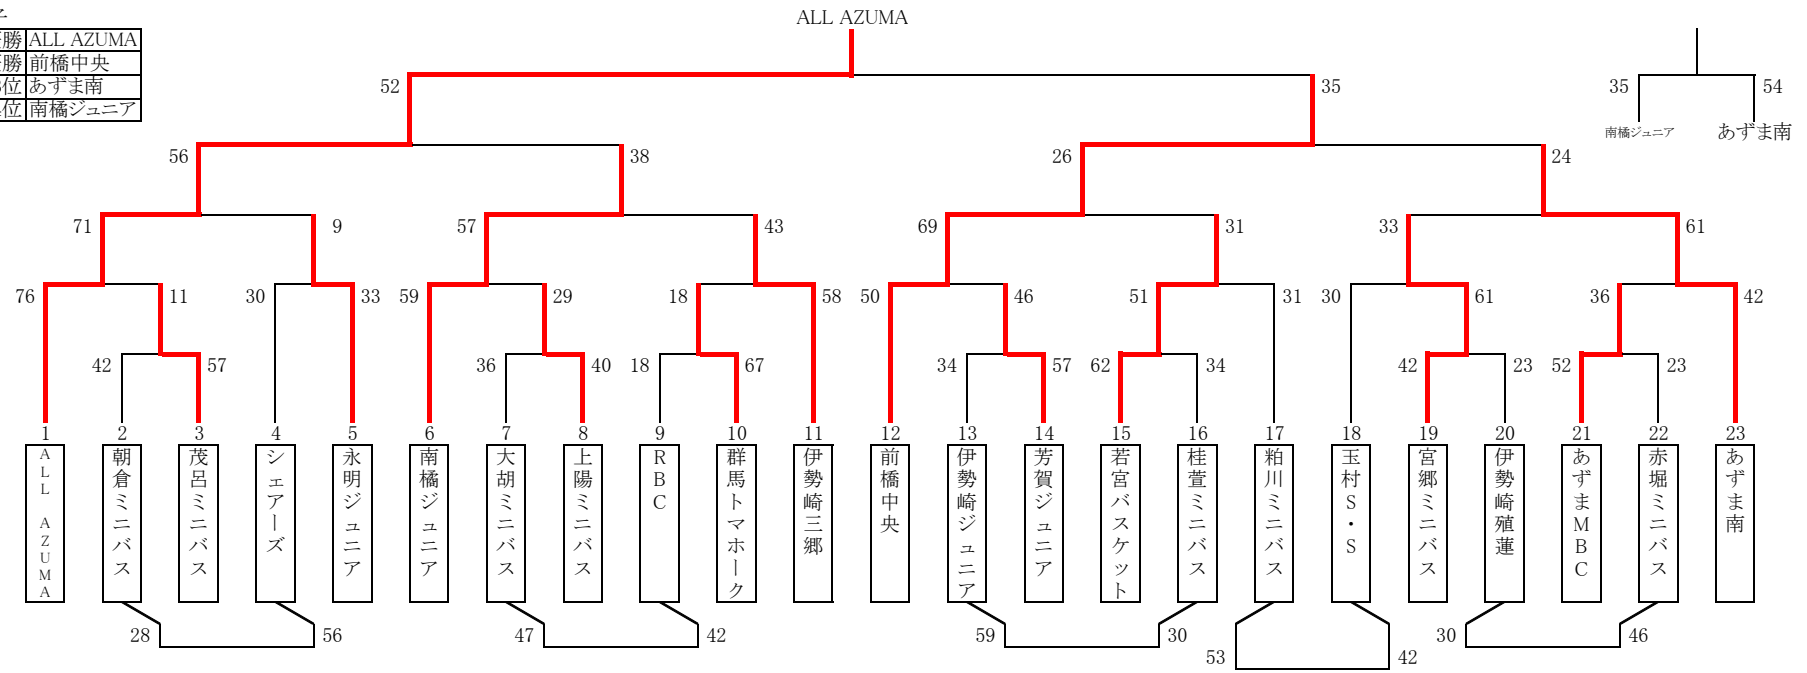 ALL AZUMA
勝 ALL AZUMA
勝 前橋中央
位 あずま南
位 南橘ジュニア
52 35
35 54
南橘ジュニア あずま南
56 38 26 24
71 9 57 43 69 31 33 61
76 11 30 33 59 29 18 58 50 46 51 31 30 61 36 42
42 57 36 40 18 67 34 57 62 34 42 23 52 23
1 2 3 4 5 6 7 8 9 10 11 12 13 14 15 16 17 18 19 20 21 22 23
ALL AZUMA
朝倉ミニバス
茂呂ミニバス
シェアーズ
永明ジュニア
南橘ジュニア
大胡ミニバス
上陽ミニバス
RBC
群馬トマホーク
伊勢崎三郷
前橋中央
伊勢崎ジュニア
芳賀ジュニア
若宮バスケット
桂萱ミニバス
粕川ミニバス
玉村S・S
宮郷ミニバス
伊勢崎殖蓮
あずまMBC
赤堀ミニバス
あずま南
28 56 47 42 59 30 30 46
53 42